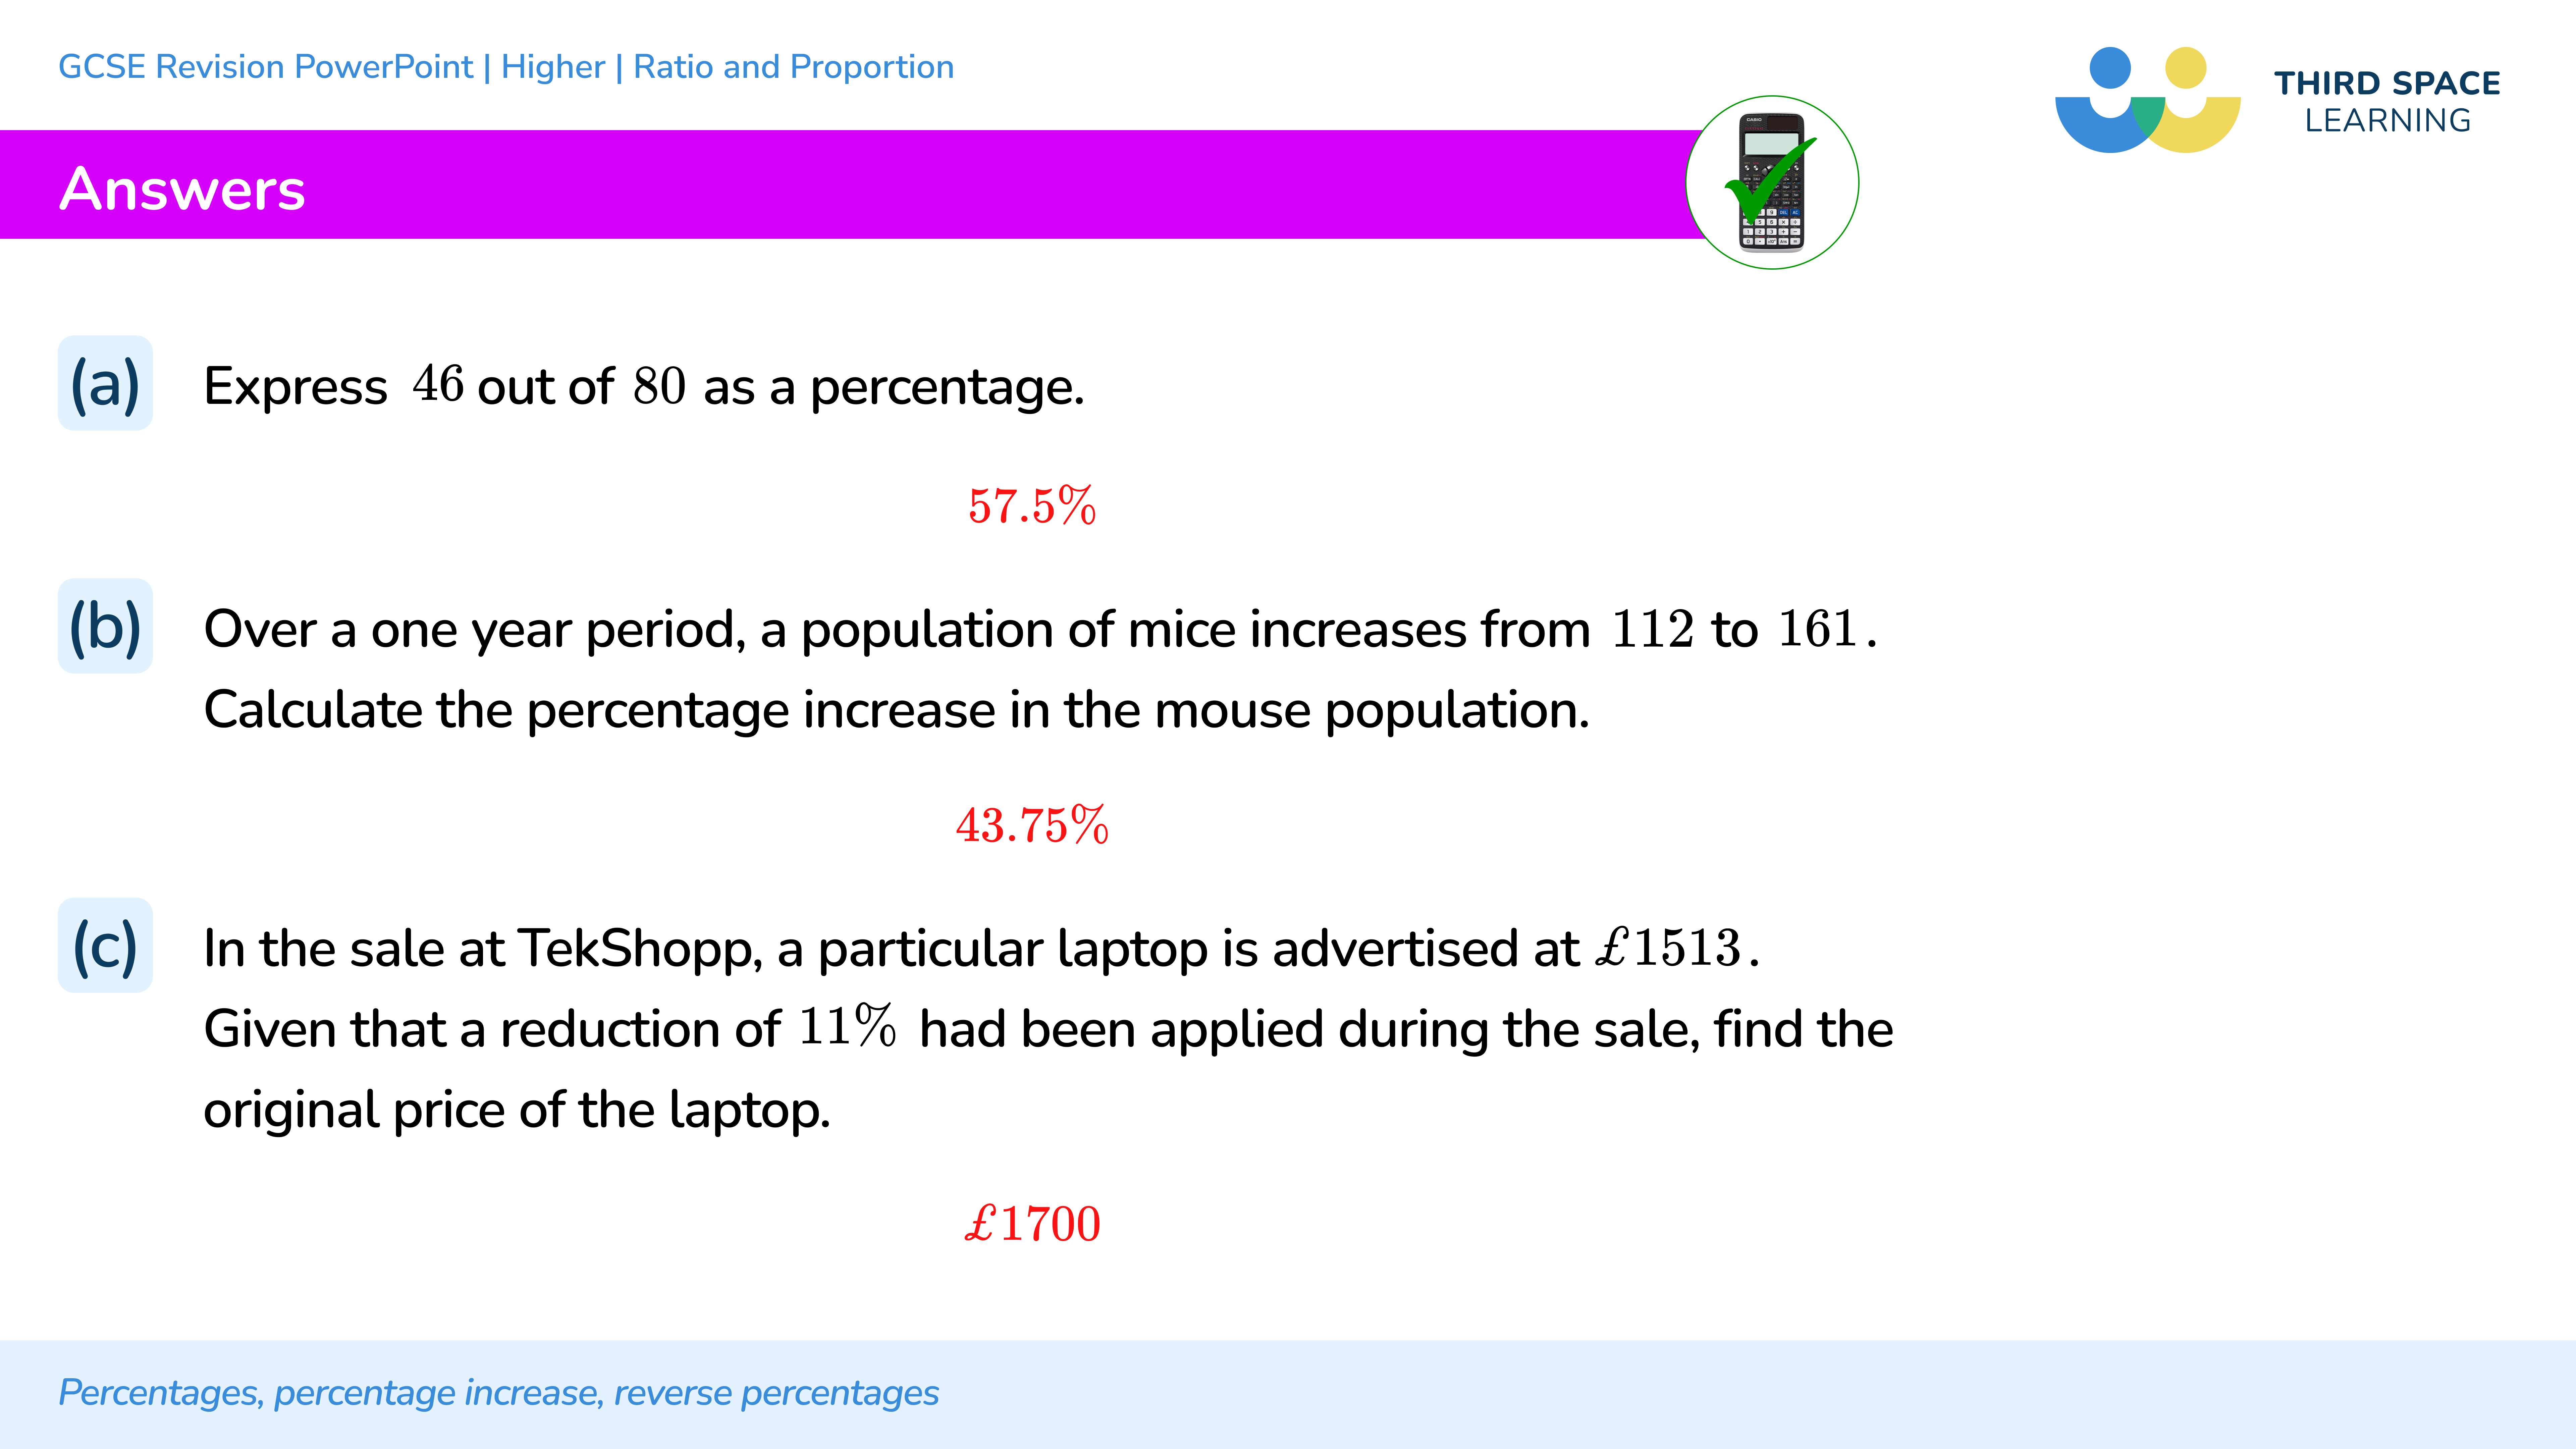 GCSE Revision PowerPoint | Higher | Ratio and Proportion
THIRD SPACE
LEARNING
Answers
(a) Express 46 out of 80 as a percentage.
57.5%
(b) Over a one year period, a population of mice increases from 112 to 161.
Calculate the percentage increase in the mouse population.
43.75%
(c) In the sale at TekShopp, a particular laptop is advertised at £1513.
Given that a reduction of 11% had been applied during the sale, find the
original price of the laptop.
£1700
Percentages, percentage increase, reverse percentages